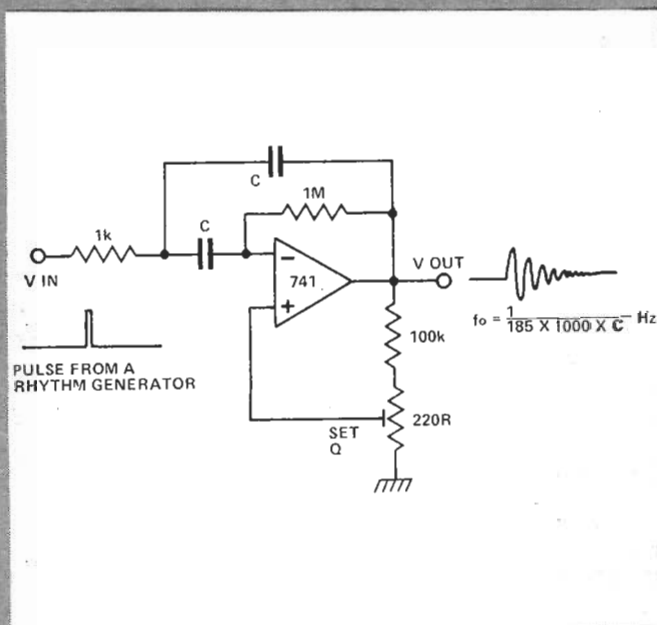 C
1M
C
1k
V IN
741
−
+
V OUT
fo = 1 / 185 X 1000 X C Hz
100k
PULSE FROM A
RHYTHM GENERATOR
220R
SET
Q